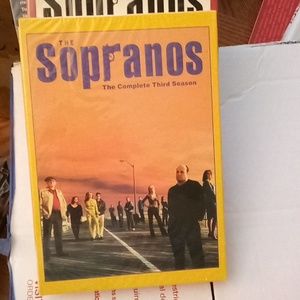 SOPRANOS
THE
Sopranos
The Complete Third Season